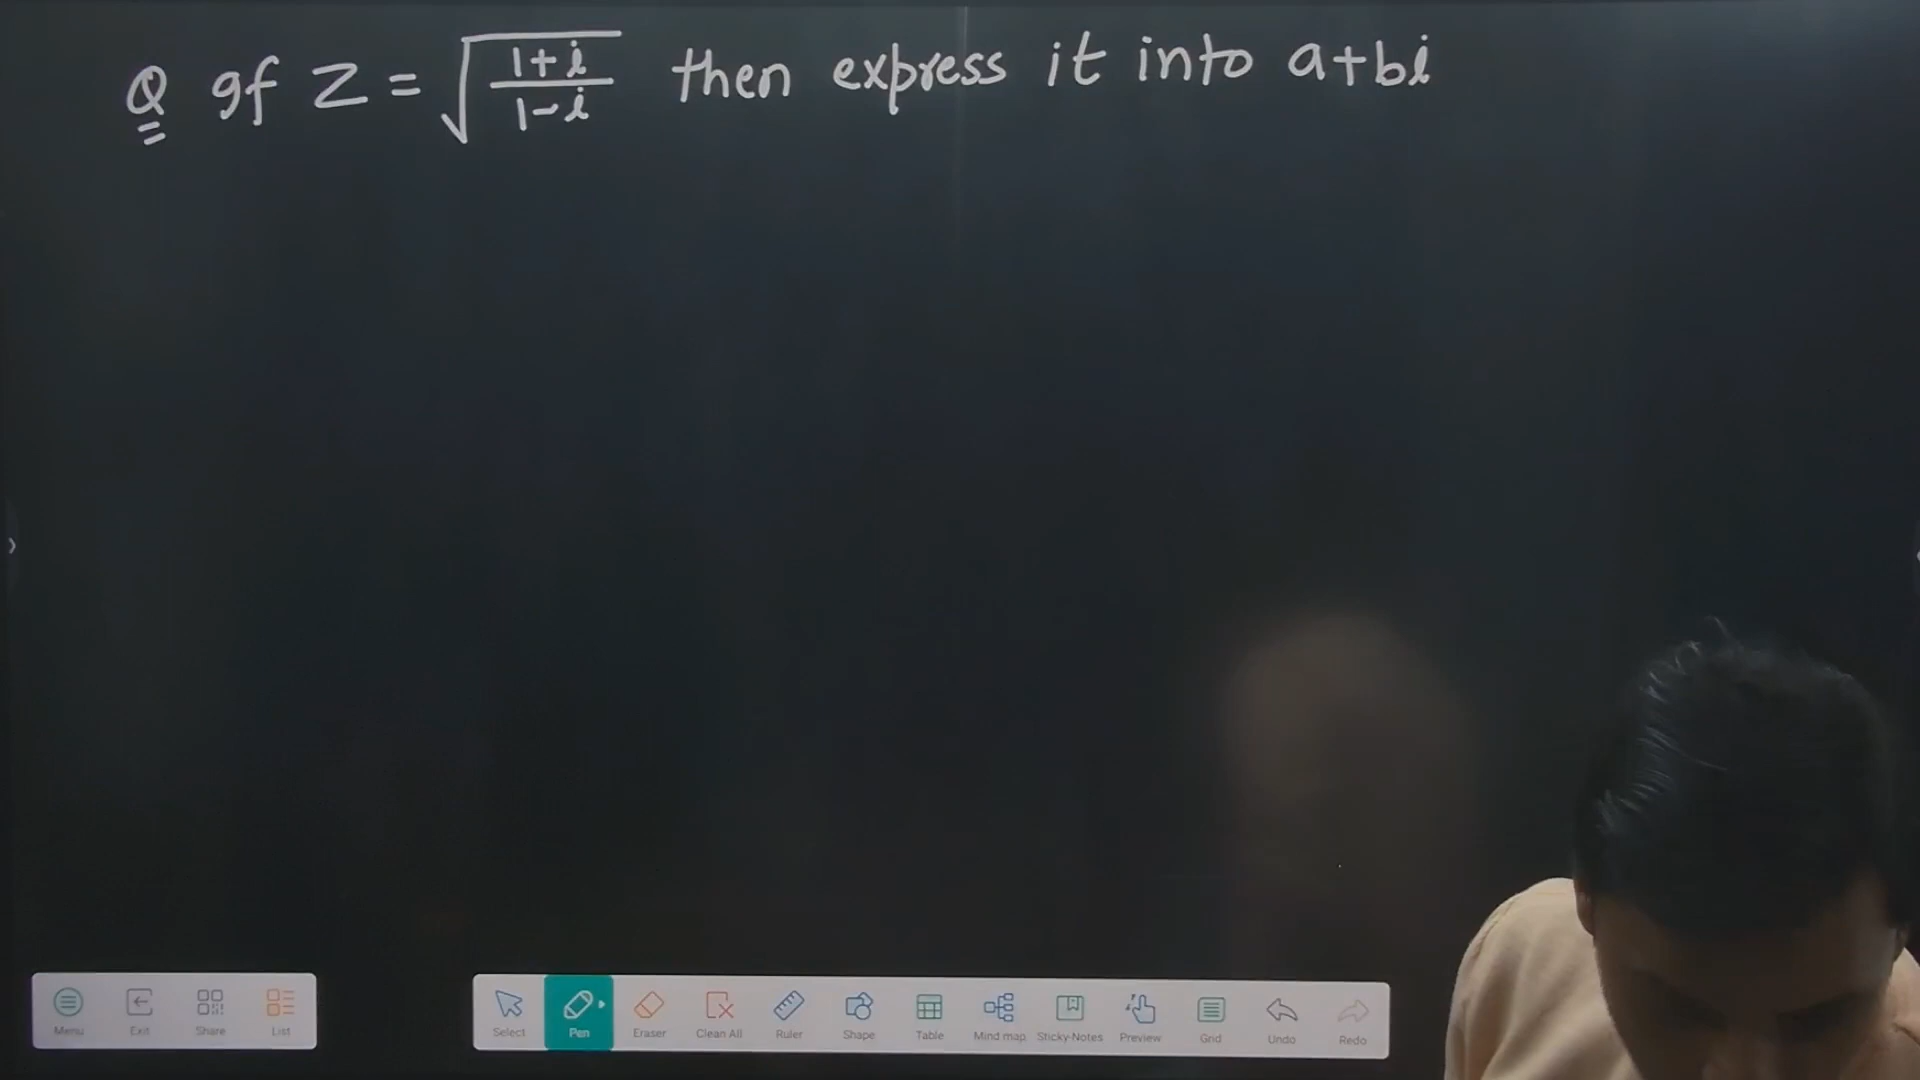 Q gf Z = √((1+i)/(1-i)) then express it into a+bi
Menu Exit Share List
Select Pen Eraser Clean All Ruler Shape Table Mind map Sticky-Notes Preview Grid Undo Redo